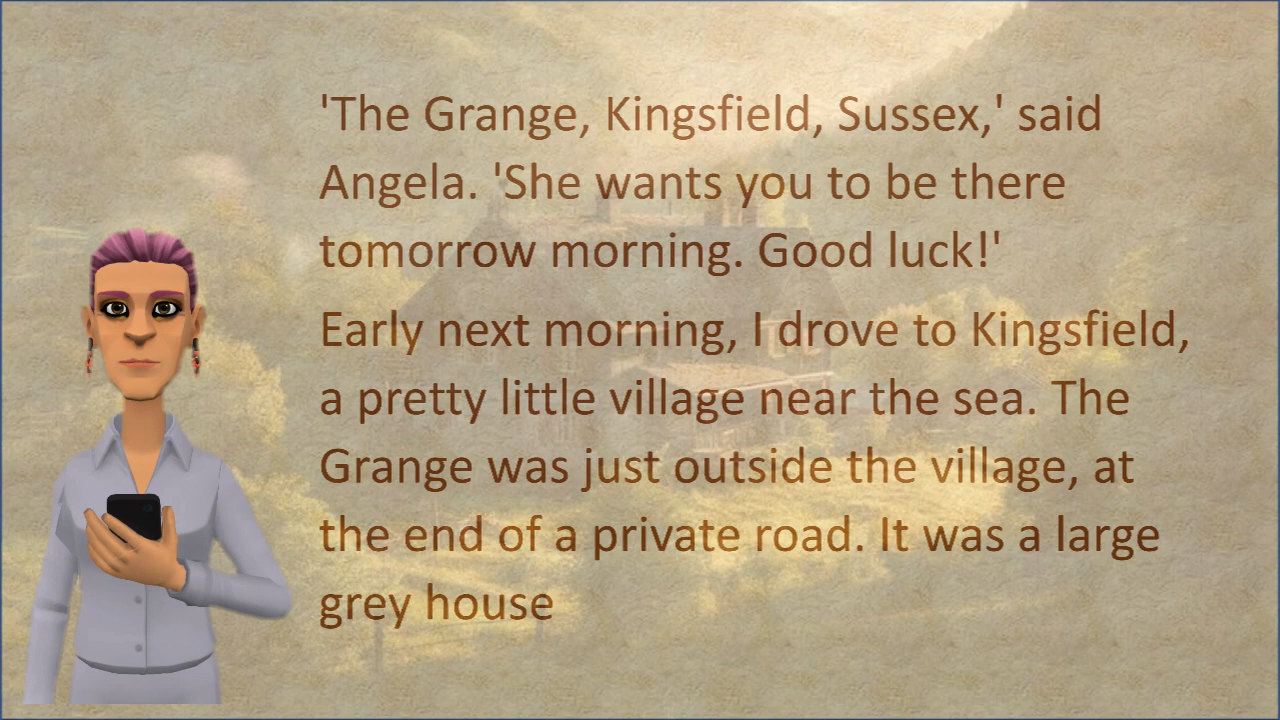 'The Grange, Kingsfield, Sussex,' said
Angela. 'She wants you to be there
tomorrow morning. Good luck!'
Early next morning, I drove to Kingsfield,
a pretty little village near the sea. The
Grange was just outside the village, at
the end of a private road. It was a large
grey house